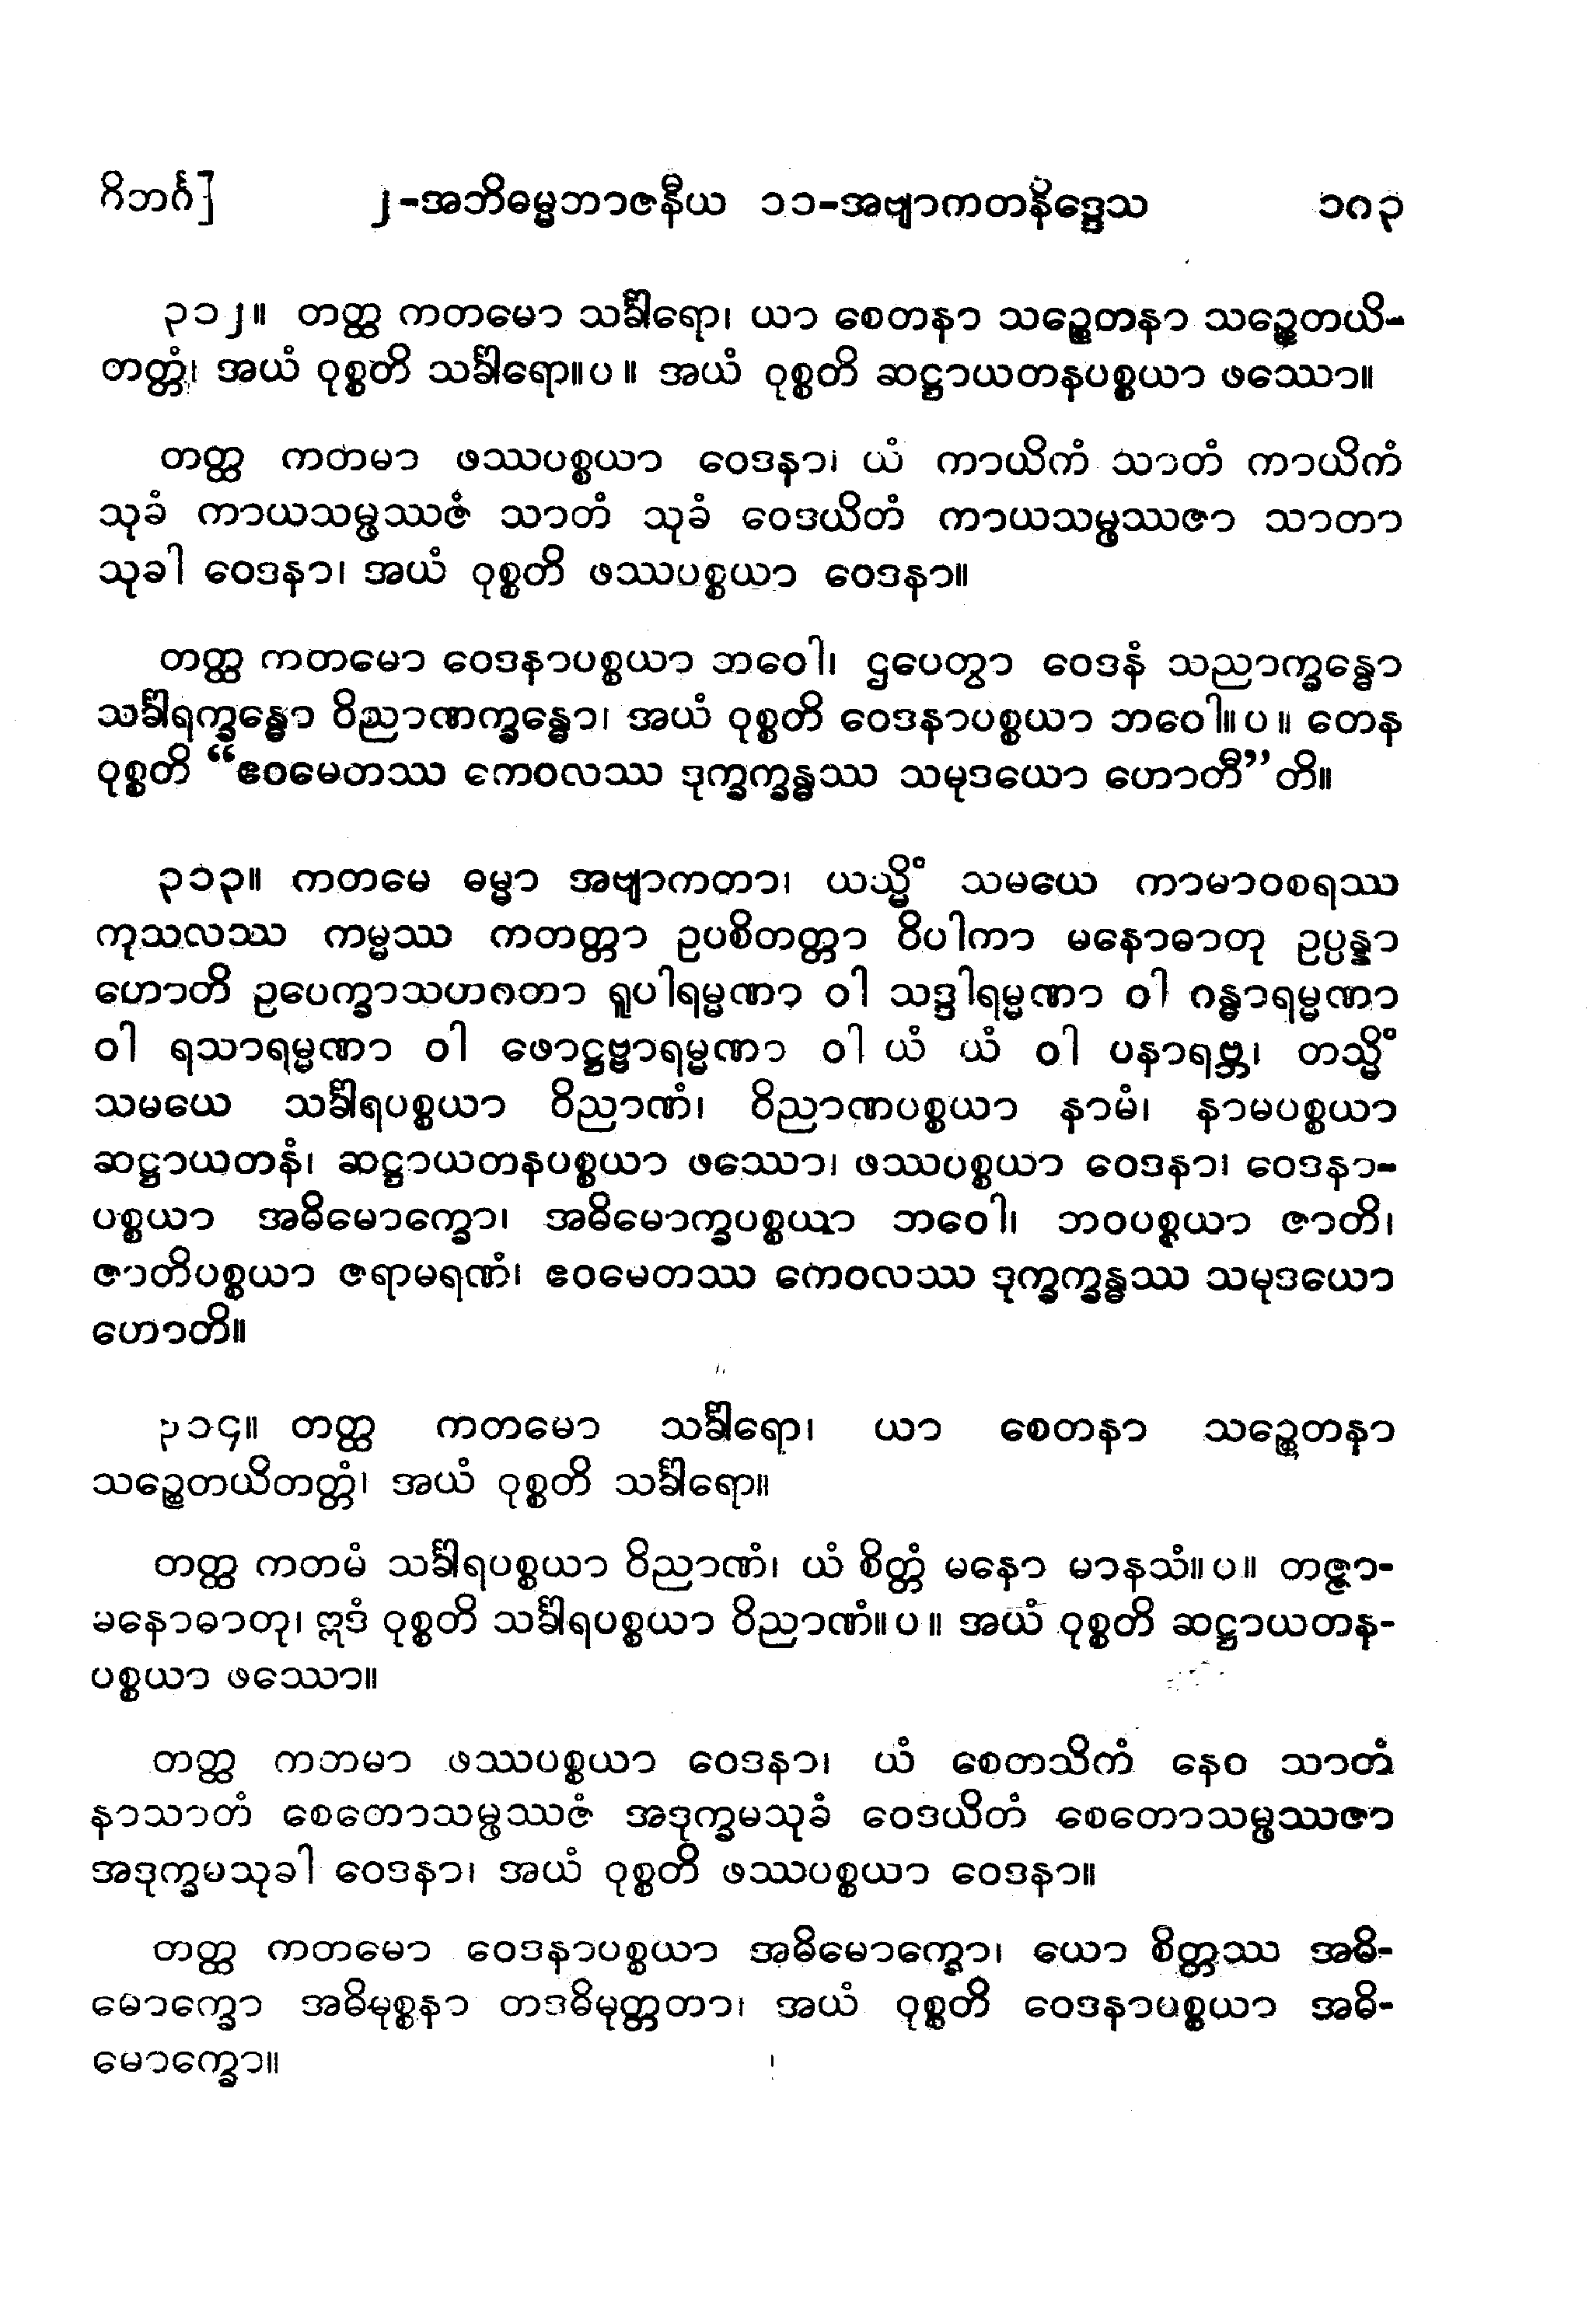 ဝိဘင်္ဂ]	၂-အဘိဓမ္မဘာဇနီယ ၁၁-အဗျာကတနိဒ္ဒေသ	၁၈၃
၃၁၂။ တတ္ထ ကတမော သင်္ခါရော၊ ယာ စေတနာ သဉ္စေတနာ သဉ္စေတယိ-
တတ္တံ၊ အယံ ဝုစ္စတိ သင်္ခါရော။ပ။ အယံ ဝုစ္စတိ ဆဋ္ဌာယတနပစ္စယာ ဖဿော။
တတ္ထ ကတမာ ဖဿပစ္စယာ ဝေဒနာ၊ ယံ ကာယိကံ သာတံ ကာယိကံ
သုခံ ကာယသမ္ဖဿဇံ သာတံ သုခံ ဝေဒယိတံ ကာယသမ္ဖဿဇာ သာတာ
သုခါ ဝေဒနာ၊ အယံ ဝုစ္စတိ ဖဿပစ္စယာ ဝေဒနာ။
တတ္ထ ကတမော ဝေဒနာပစ္စယာ ဘဝေါ၊ ဌပေတွာ ဝေဒနံ သညာက္ခန္ဓော
သင်္ခါရက္ခန္ဓော ဝိညာဏက္ခန္ဓော၊ အယံ ဝုစ္စတိ ဝေဒနာပစ္စယာ ဘဝေါ။ပ။ တေန
ဝုစ္စတိ “ဧဝမေတဿ ကေဝလဿ ဒုက္ခက္ခန္ဓဿ သမုဒယော ဟောတီ”တိ။
၃၁၃။ ကတမေ ဓမ္မာ အဗျာကတာ၊ ယသ္မိံ သမယေ ကာမာဝစရဿ
ကုသလဿ ကမ္မဿ ကတတ္တာ ဥပစိတတ္တာ ဝိပါကာ မနောဓာတု ဥပ္ပန္နာ
ဟောတိ ဥပေက္ခာသဟဂတာ ရူပါရမ္မဏာ ဝါ သဒ္ဒါရမ္မဏာ ဝါ ဂန္ဓာရမ္မဏာ
ဝါ ရသာရမ္မဏာ ဝါ ဖောဋ္ဌဗ္ဗာရမ္မဏာ ဝါ ယံ ယံ ဝါ ပနာရဗ္ဘ၊ တသ္မိံ
သမယေ သင်္ခါရပစ္စယာ ဝိညာဏံ၊ ဝိညာဏပစ္စယာ နာမံ၊ နာမပစ္စယာ
ဆဋ္ဌာယတနံ၊ ဆဋ္ဌာယတနပစ္စယာ ဖဿော၊ ဖဿပစ္စယာ ဝေဒနာ၊ ဝေဒနာ-
ပစ္စယာ အဓိမောက္ခော၊ အဓိမောက္ခပစ္စယာ ဘဝေါ၊ ဘဝပစ္စယာ ဇာတိ၊
ဇာတိပစ္စယာ ဇရာမရဏံ၊ ဧဝမေတဿ ကေဝလဿ ဒုက္ခက္ခန္ဓဿ သမုဒယော
ဟောတိ။
၃၁၄။ တတ္ထ ကတမော သင်္ခါရော၊ ယာ စေတနာ သဉ္စေတနာ
သဉ္စေတယိတတ္တံ၊ အယံ ဝုစ္စတိ သင်္ခါရော။
တတ္ထ ကတမံ သင်္ခါရပစ္စယာ ဝိညာဏံ၊ ယံ စိတ္တံ မနော မာနသံ။ပ။ တဇ္ဇာ-
မနောဓာတု၊ ဣဒံ ဝုစ္စတိ သင်္ခါရပစ္စယာ ဝိညာဏံ။ပ။ အယံ ဝုစ္စတိ ဆဋ္ဌာယတန-
ပစ္စယာ ဖဿော။
တတ္ထ ကတမာ ဖဿပစ္စယာ ဝေဒနာ၊ ယံ စေတသိကံ နေဝ သာတံ
နာသာတံ စေတောသမ္ဖဿဇံ အဒုက္ခမသုခံ ဝေဒယိတံ စေတောသမ္ဖဿဇာ
အဒုက္ခမသုခါ ဝေဒနာ၊ အယံ ဝုစ္စတိ ဖဿပစ္စယာ ဝေဒနာ။
တတ္ထ ကတမော ဝေဒနာပစ္စယာ အဓိမောက္ခော၊ ယော စိတ္တဿ အဓိ-
မောက္ခော အဓိမုစ္စနာ တဒဓိမုတ္တတာ၊ အယံ ဝုစ္စတိ ဝေဒနာပစ္စယာ အဓိ-
မောက္ခော။